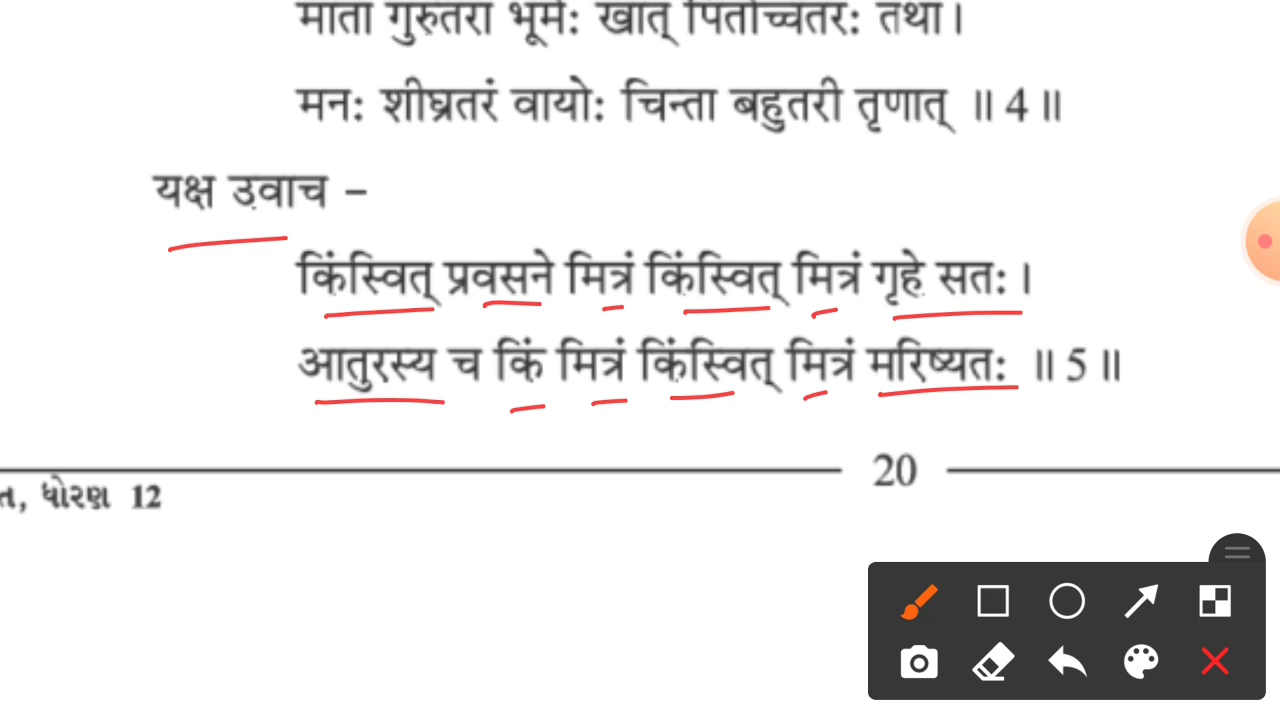 माता गुरुतरा भूमेः खात् पितोच्चतरः तथा।
मनः शीघ्रतरं वायोः चिन्ता बहुतरी तृणात् ॥ 4 ॥
यक्ष उवाच –
किंस्वित् प्रवसने मित्रं किंस्वित् मित्रं गृहे सतः।
आतुरस्य च किं मित्रं किंस्वित् मित्रं मरिष्यतः ॥ 5 ॥
20
ત, ધોરણ 12